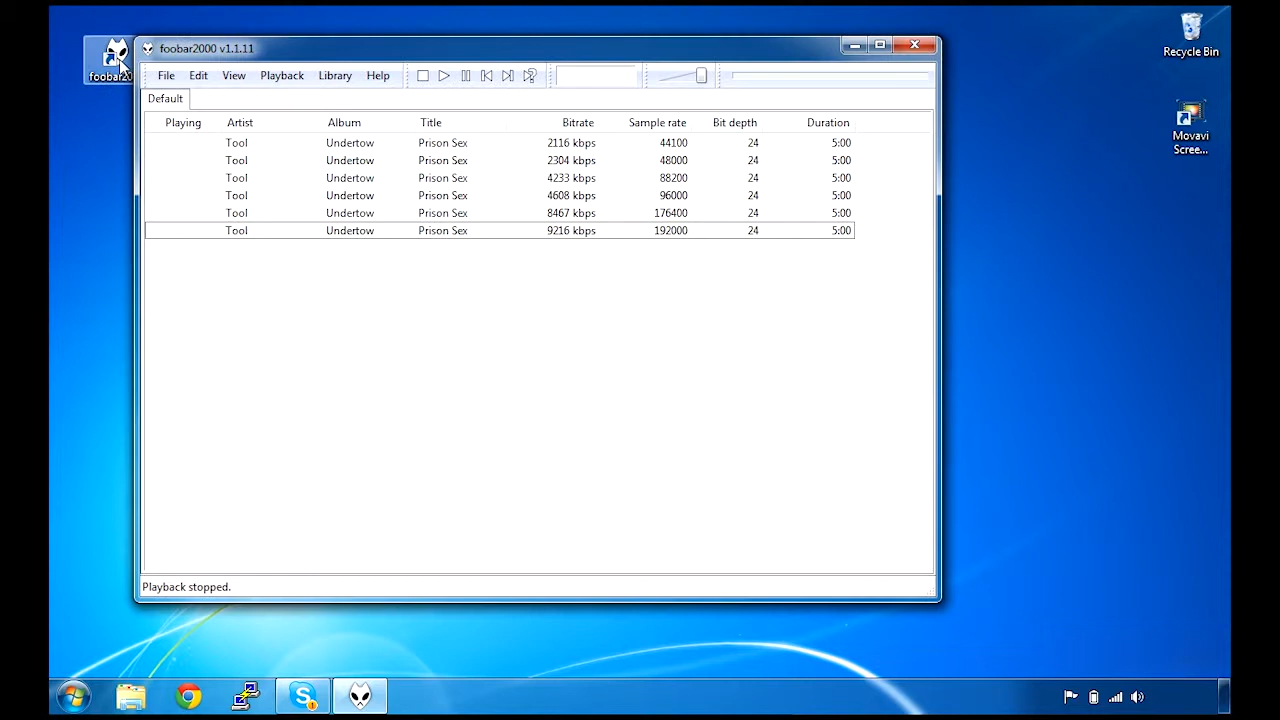 foobar2000 v1.1.11
Recycle Bin
File Edit View Playback Library Help
Default
Playing Artist Album Title Bitrate Sample rate Bit depth Duration
Tool Undertow Prison Sex 2116 kbps 44100 24 5:00
Tool Undertow Prison Sex 2304 kbps 48000 24 5:00
Tool Undertow Prison Sex 4233 kbps 88200 24 5:00
Tool Undertow Prison Sex 4608 kbps 96000 24 5:00
Tool Undertow Prison Sex 8467 kbps 176400 24 5:00
Tool Undertow Prison Sex 9216 kbps 192000 24 5:00
Movavi
Scree...
Playback stopped.